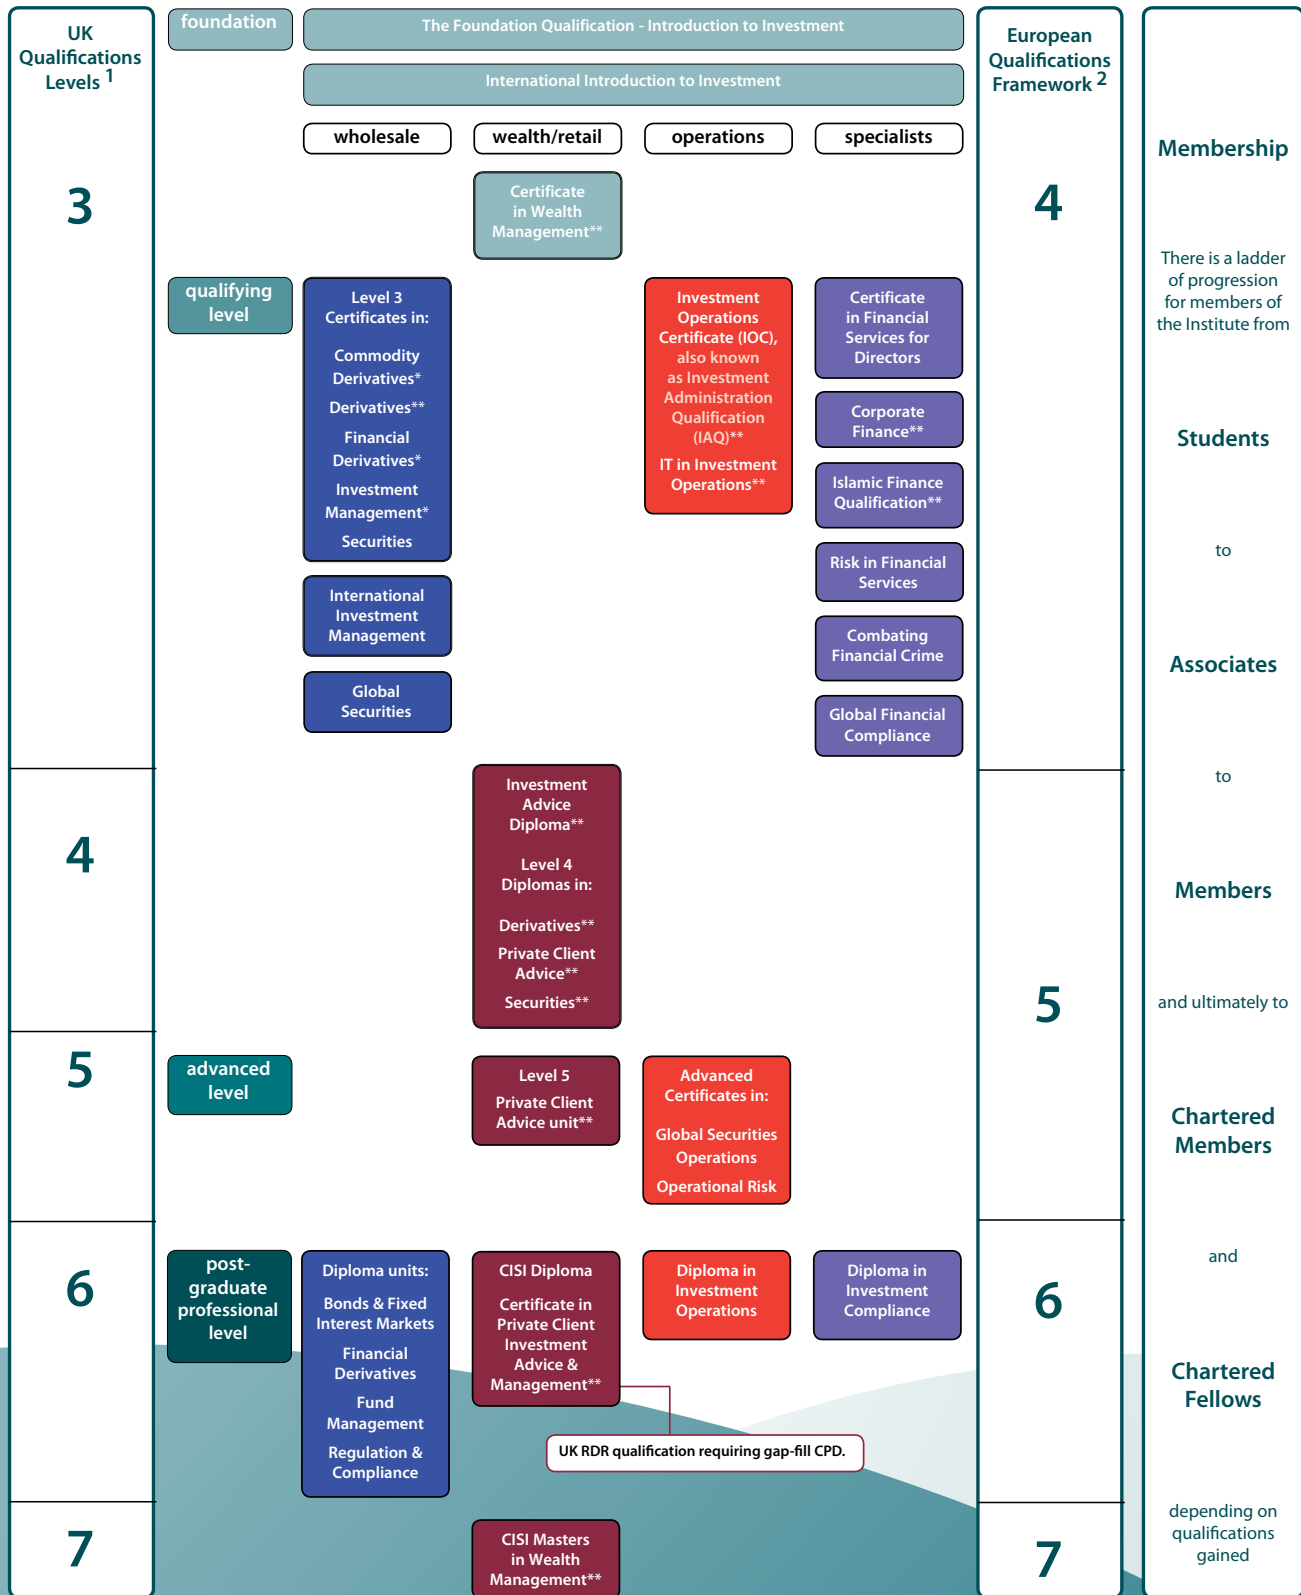 UK
Qualifications
Levels 1
3
4
5
6
7
foundation
The Foundation Qualification - Introduction to Investment
International Introduction to Investment
wholesale
wealth/retail
operations
specialists
Certificate
in Wealth
Management**
qualifying
level
Level 3
Certificates in:
Commodity
Derivatives*
Derivatives**
Financial
Derivatives*
Investment
Management*
Securities
International
Investment
Management
Global
Securities
Investment
Operations
Certificate (IOC),
also known
as Investment
Administration
Qualification
(IAQ)**
IT in Investment
Operations**
Certificate
in Financial
Services for
Directors
Corporate
Finance**
Islamic Finance
Qualification**
Risk in Financial
Services
Combating
Financial Crime
Global Financial
Compliance
Investment
Advice
Diploma**
Level 4
Diplomas in:
Derivatives**
Private Client
Advice**
Securities**
advanced
level
Level 5
Private Client
Advice unit**
Advanced
Certificates in:
Global Securities
Operations
Operational Risk
post-
graduate
professional
level
Diploma units:
Bonds & Fixed
Interest Markets
Financial
Derivatives
Fund
Management
Regulation &
Compliance
CISI Diploma
Certificate in
Private Client
Investment
Advice &
Management**
Diploma in
Investment
Operations
Diploma in
Investment
Compliance
UK RDR qualification requiring gap-fill CPD.
CISI Masters
in Wealth
Management**
European
Qualifications
Framework 2
4
5
6
7
Membership
There is a ladder
of progression
for members of
the Institute from
Students
to
Associates
to
Members
and ultimately to
Chartered
Members
and
Chartered
Fellows
depending on
qualifications
gained